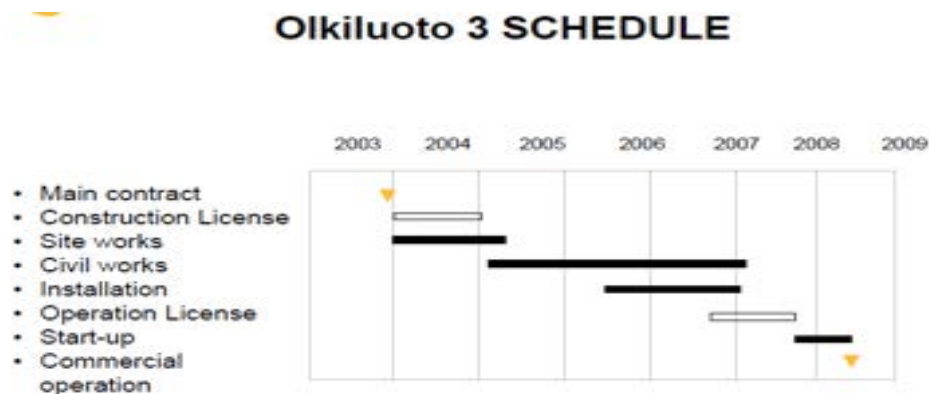 Olkiluoto 3 SCHEDULE
2003 2004 2005 2006 2007 2008 2009
• Main contract
• Construction License
• Site works
• Civil works
• Installation
• Operation License
• Start-up
• Commercial
operation